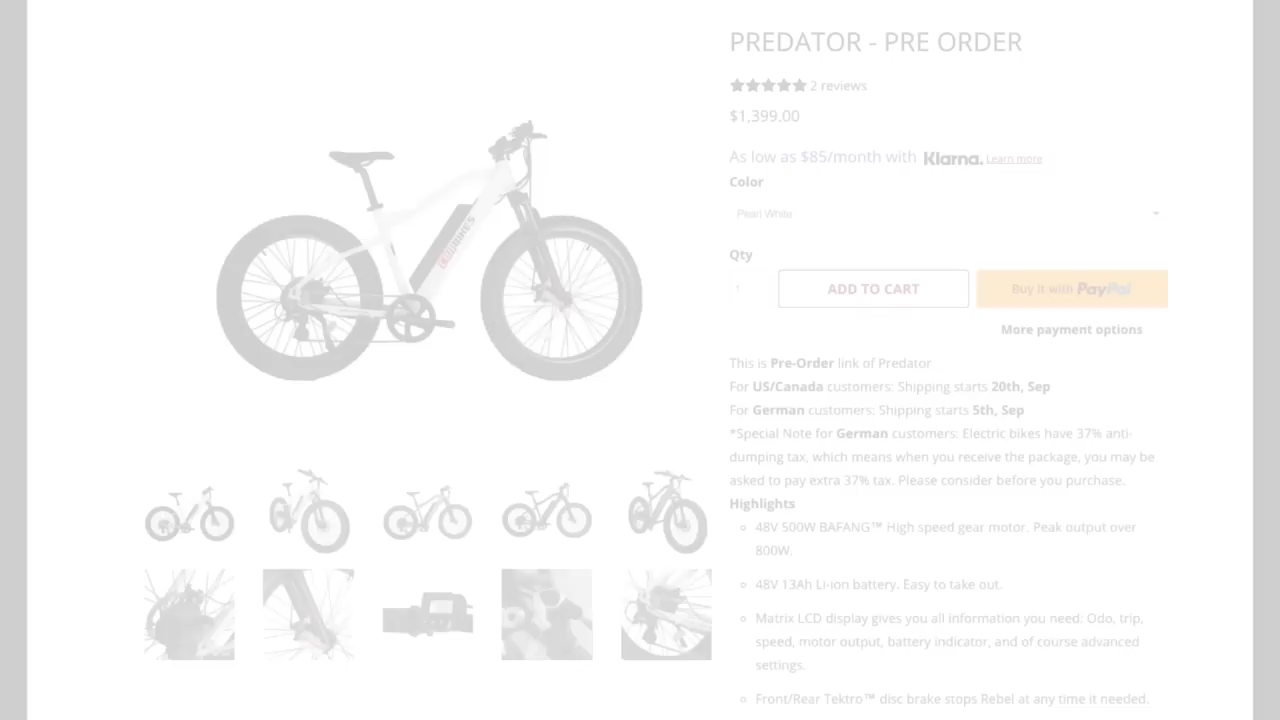 PREDATOR - PRE ORDER
2 reviews
$1,399.00
As low as $85/month with Klarna. Learn more
Color
Pearl White
Qty
1
ADD TO CART
Buy it with PayPal
More payment options
This is Pre-Order link of Predator
For US/Canada customers: Shipping starts 20th, Sep
For German customers: Shipping starts 5th, Sep
*Special Note for German customers: Electric bikes have 37% anti-
dumping tax, which means when you receive the package, you may be
asked to pay extra 37% tax. Please consider before you purchase.
Highlights
48V 500W BAFANG™ High speed gear motor. Peak output over
800W.
48V 13Ah Li-ion battery. Easy to take out.
Matrix LCD display gives you all information you need: Odo, trip,
speed, motor output, battery indicator, and of course advanced
settings.
Front/Rear Tektro™ disc brake stops Rebel at any time it needed.